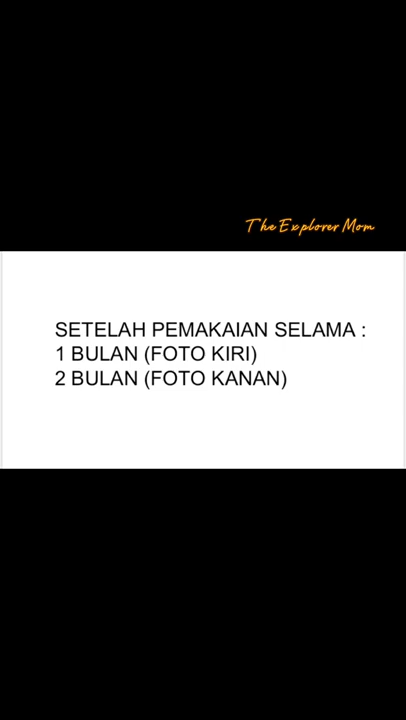 The Explorer Mom
SETELAH PEMAKAIAN SELAMA :
1 BULAN (FOTO KIRI)
2 BULAN (FOTO KANAN)